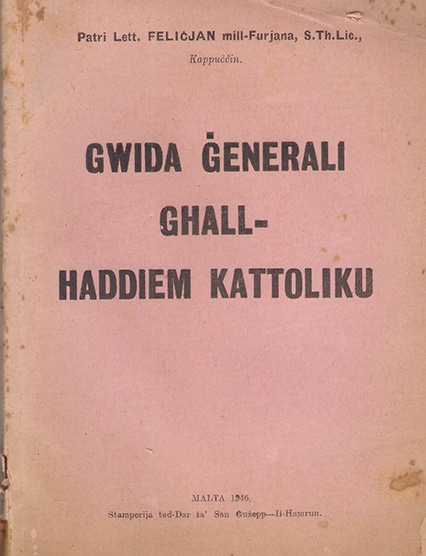 Patri Lett. FELIĊJAN mill-Furjana, S.Th.Lic.,
Kappuċċin.
GWIDA ĠENERALI
GHALL-
HADDIEM KATTOLIKU
MALTA 1946.
Stamperija tad-Dar ta' San Ġużepp—Il-Hamrun.